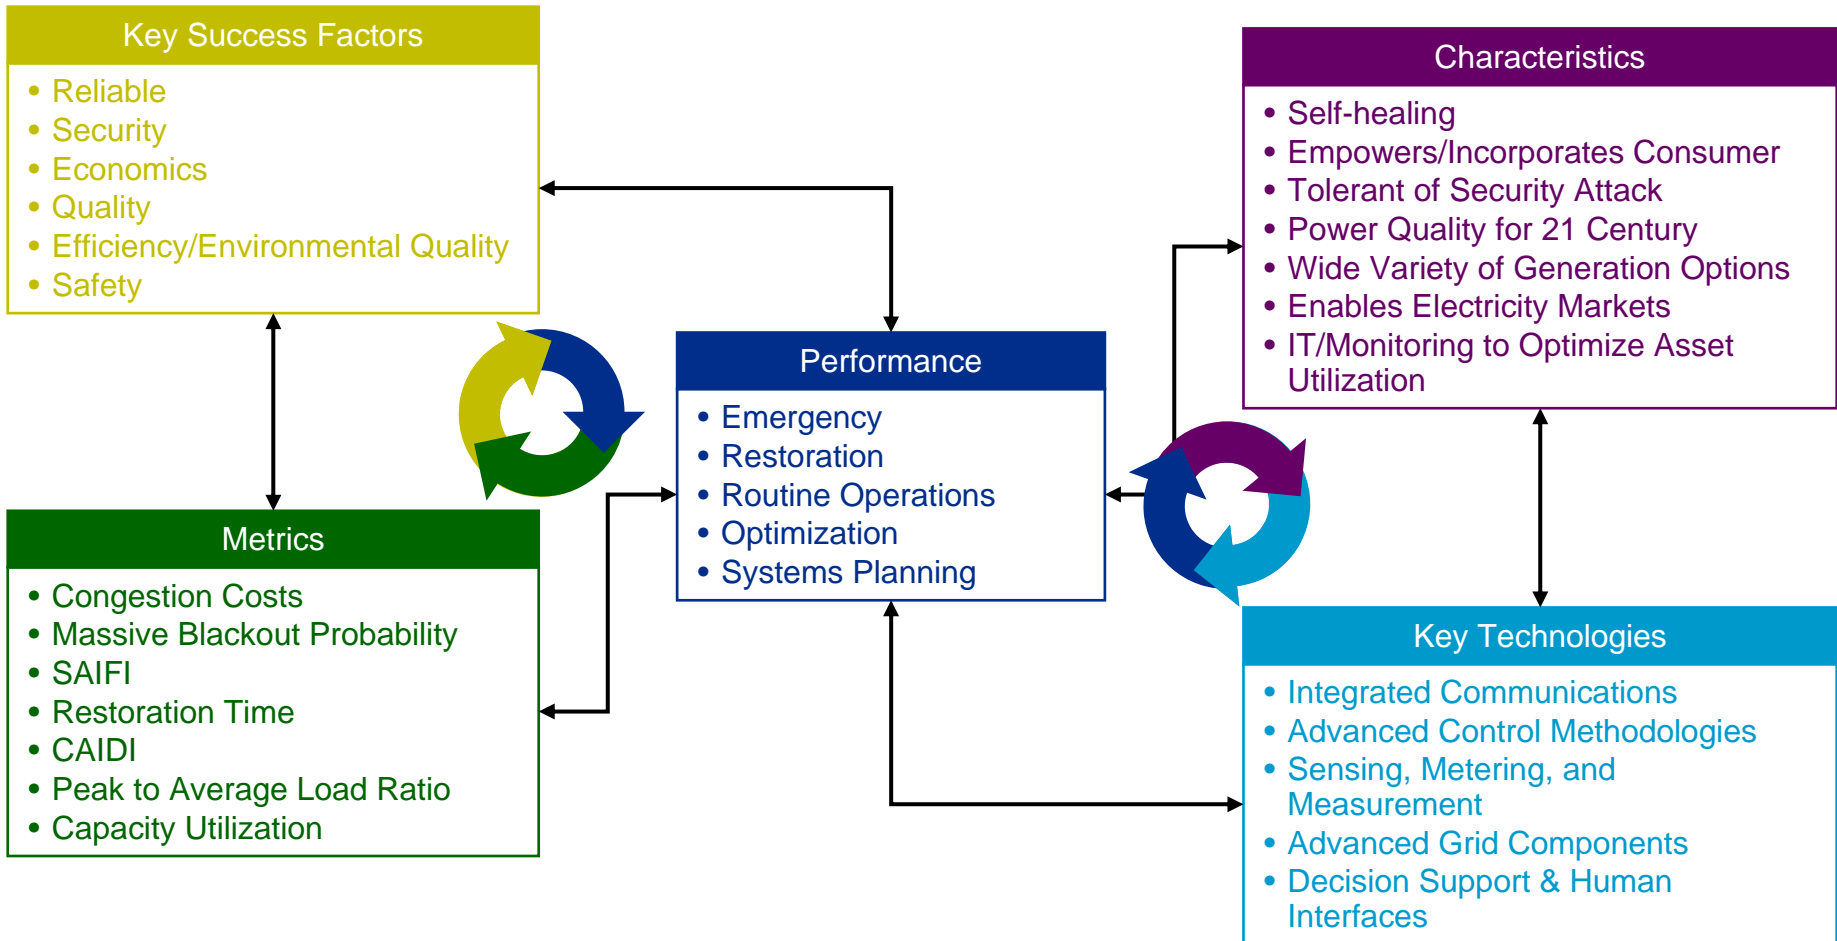 Key Success Factors
• Reliable
• Security
• Economics
• Quality
• Efficiency/Environmental Quality
• Safety
Metrics
• Congestion Costs
• Massive Blackout Probability
• SAIFI
• Restoration Time
• CAIDI
• Peak to Average Load Ratio
• Capacity Utilization
Performance
• Emergency
• Restoration
• Routine Operations
• Optimization
• Systems Planning
Characteristics
• Self-healing
• Empowers/Incorporates Consumer
• Tolerant of Security Attack
• Power Quality for 21 Century
• Wide Variety of Generation Options
• Enables Electricity Markets
• IT/Monitoring to Optimize Asset
Utilization
Key Technologies
• Integrated Communications
• Advanced Control Methodologies
• Sensing, Metering, and
Measurement
• Advanced Grid Components
• Decision Support & Human
Interfaces